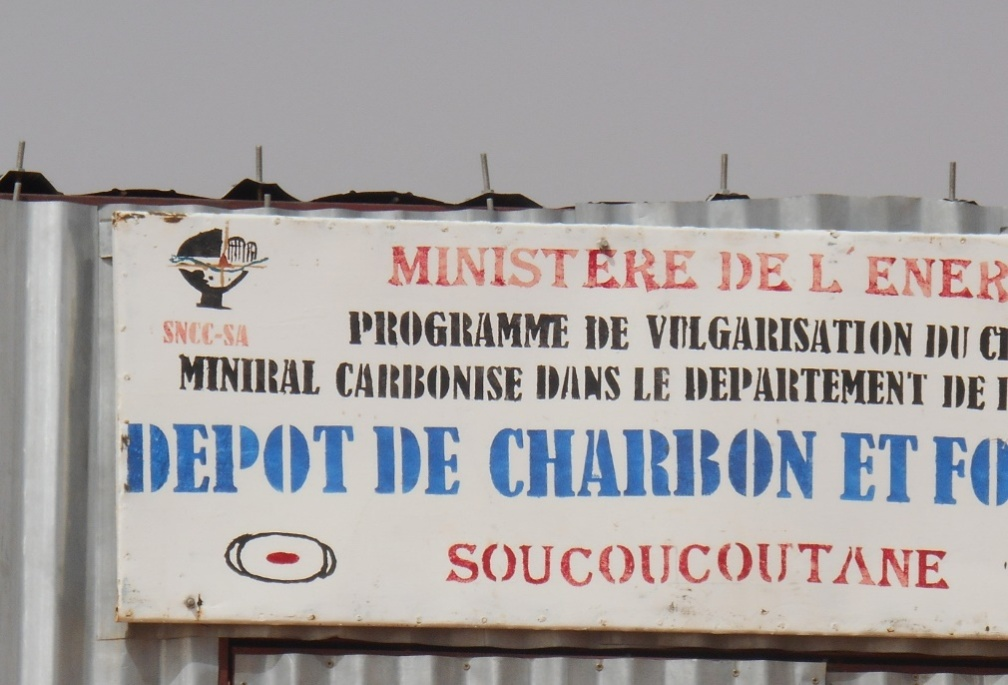 MINISTERE DE L'ENER
SNCC-SA
PROGRAMME DE VULGARISATION DU C
MINIRAL CARBONISE DANS LE DEPARTEMENT DE
DEPOT DE CHARBON ET FO
SOUCOUCOUTANE